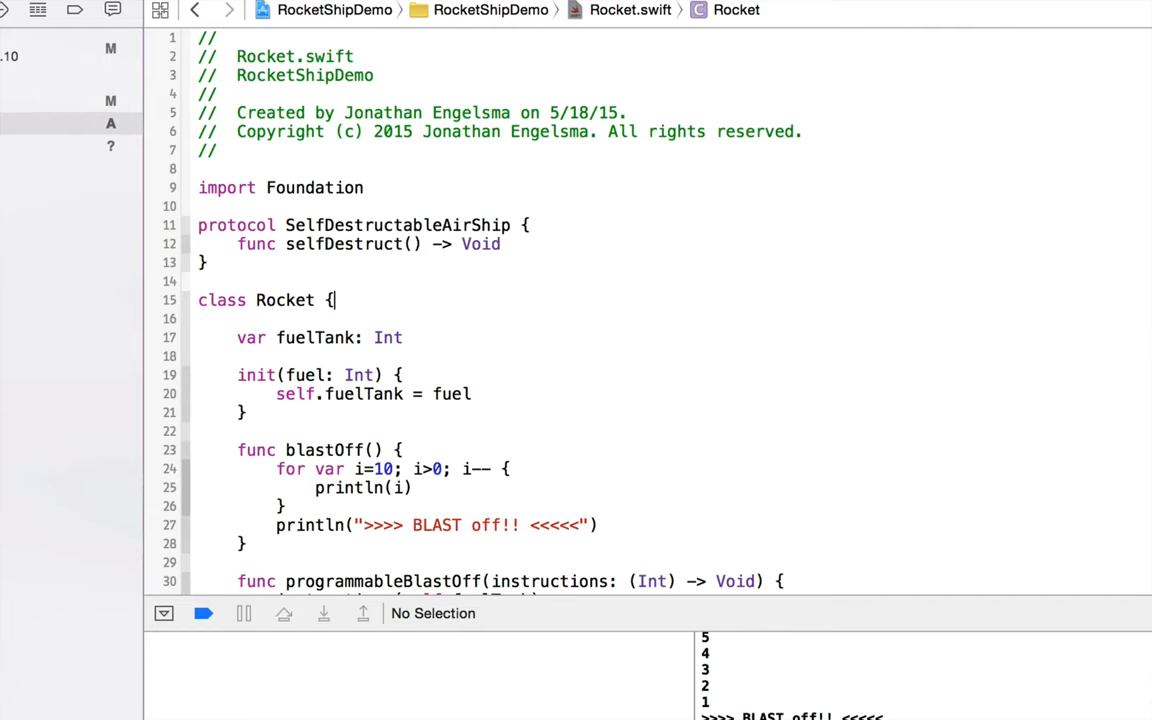 RocketShipDemo RocketShipDemo Rocket.swift C Rocket
.10 M
M
A
?
1 //
2 // Rocket.swift
3 // RocketShipDemo
4 //
5 // Created by Jonathan Engelsma on 5/18/15.
6 // Copyright (c) 2015 Jonathan Engelsma. All rights reserved.
7 //
8
9 import Foundation
10
11 protocol SelfDestructableAirShip {
12 func selfDestruct() -> Void
13 }
14
15 class Rocket {
16
17 var fuelTank: Int
18
19 init(fuel: Int) {
20 self.fuelTank = fuel
21 }
22
23 func blastOff() {
24 for var i=10; i>0; i-- {
25 println(i)
26 }
27 println(">>>> BLAST off!! <<<<<")
28 }
29
30 func programmableBlastOff(instructions: (Int) -> Void) {
No Selection
5
4
3
2
1
>>>> BLAST off!! <<<<<